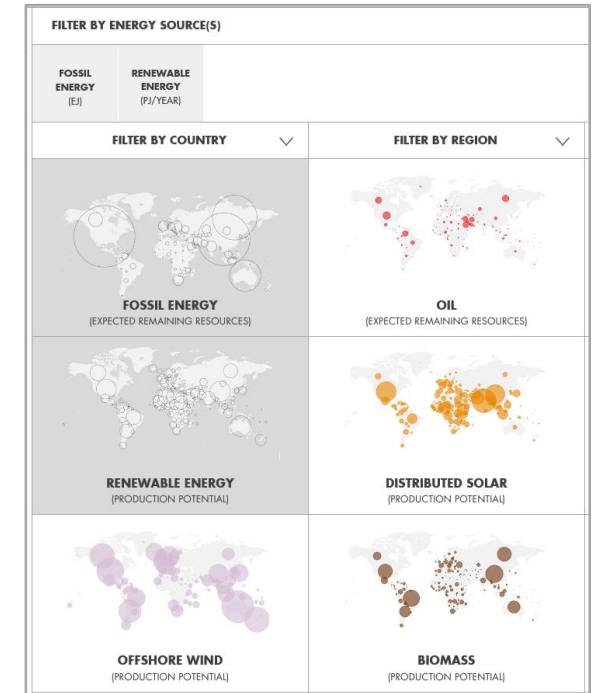 FILTER BY ENERGY SOURCE(S)
FOSSIL
ENERGY
(EJ)
RENEWABLE
ENERGY
(PJ/YEAR)
FILTER BY COUNTRY
FILTER BY REGION
FOSSIL ENERGY
(EXPECTED REMAINING RESOURCES)
OIL
(EXPECTED REMAINING RESOURCES)
RENEWABLE ENERGY
(PRODUCTION POTENTIAL)
DISTRIBUTED SOLAR
(PRODUCTION POTENTIAL)
OFFSHORE WIND
(PRODUCTION POTENTIAL)
BIOMASS
(PRODUCTION POTENTIAL)